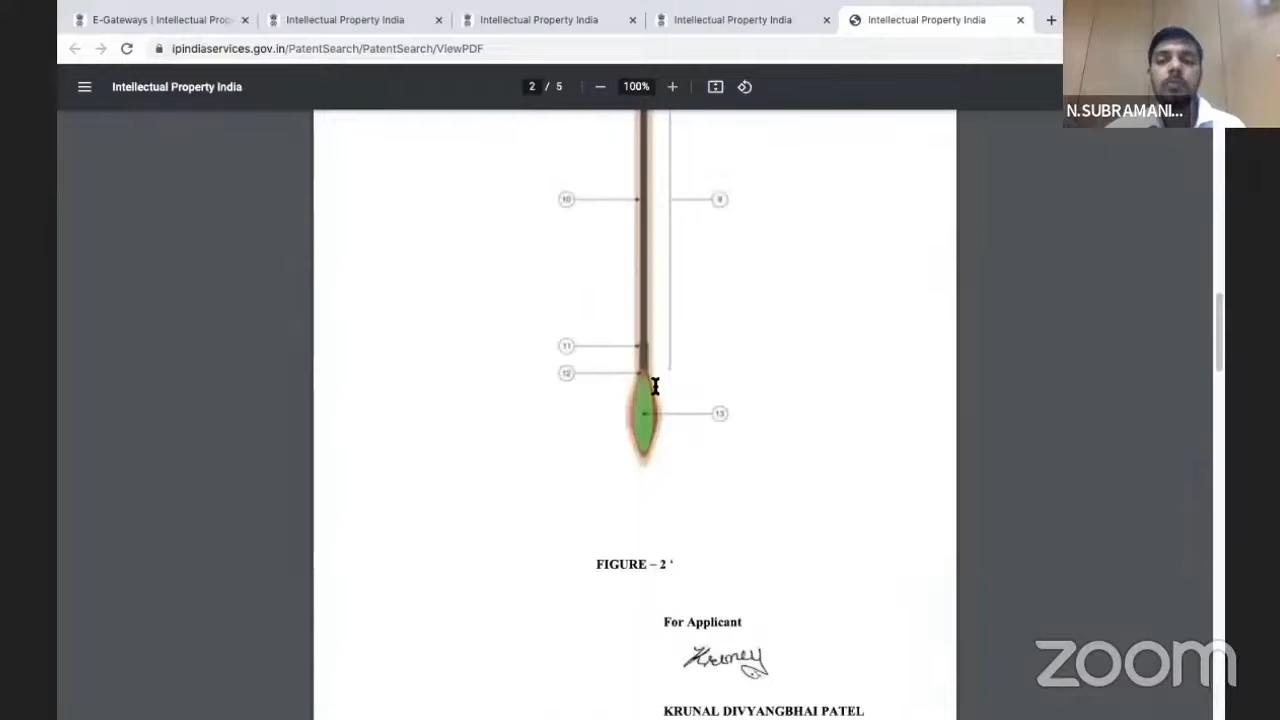 E-Gateways | Intellectual Prop
Intellectual Property India
Intellectual Property India
Intellectual Property India
Intellectual Property India
ipindiaservices.gov.in/PatentSearch/PatentSearch/ViewPDF
Intellectual Property India
2 / 5
100%
N.SUBRAMANI...
10
9
11
12
13
FIGURE – 2
For Applicant
KRUNAL DIVYANGBHAI PATEL
zoom